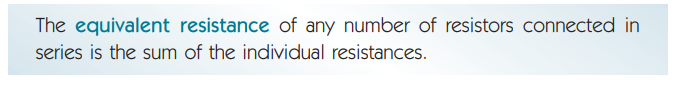 The equivalent resistance of any number of resistors connected in
series is the sum of the individual resistances.